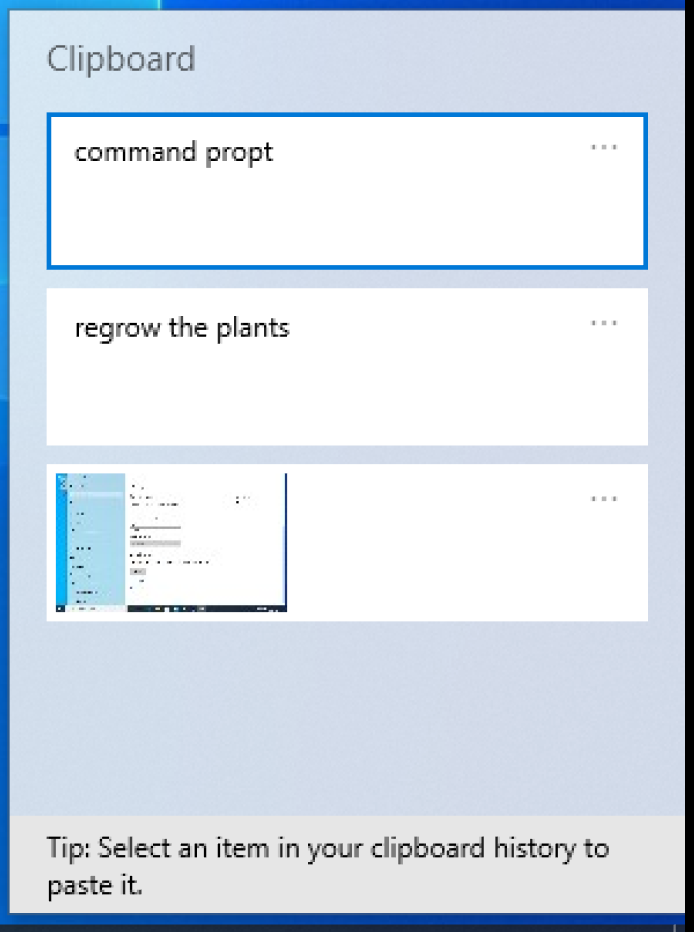 Clipboard
command propt
regrow the plants
Tip: Select an item in your clipboard history to
paste it.